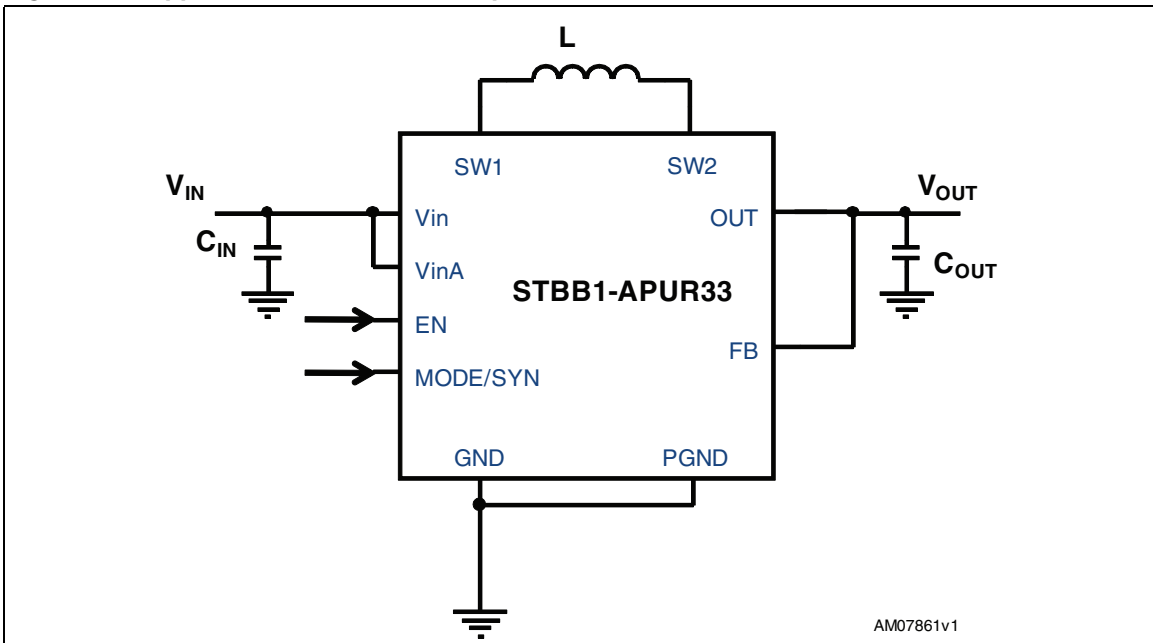 L
SW1 SW2
VIN VOUT
Vin OUT
CIN
VinA COUT
STBB1-APUR33
EN
FB
MODE/SYN
GND PGND
AM07861v1